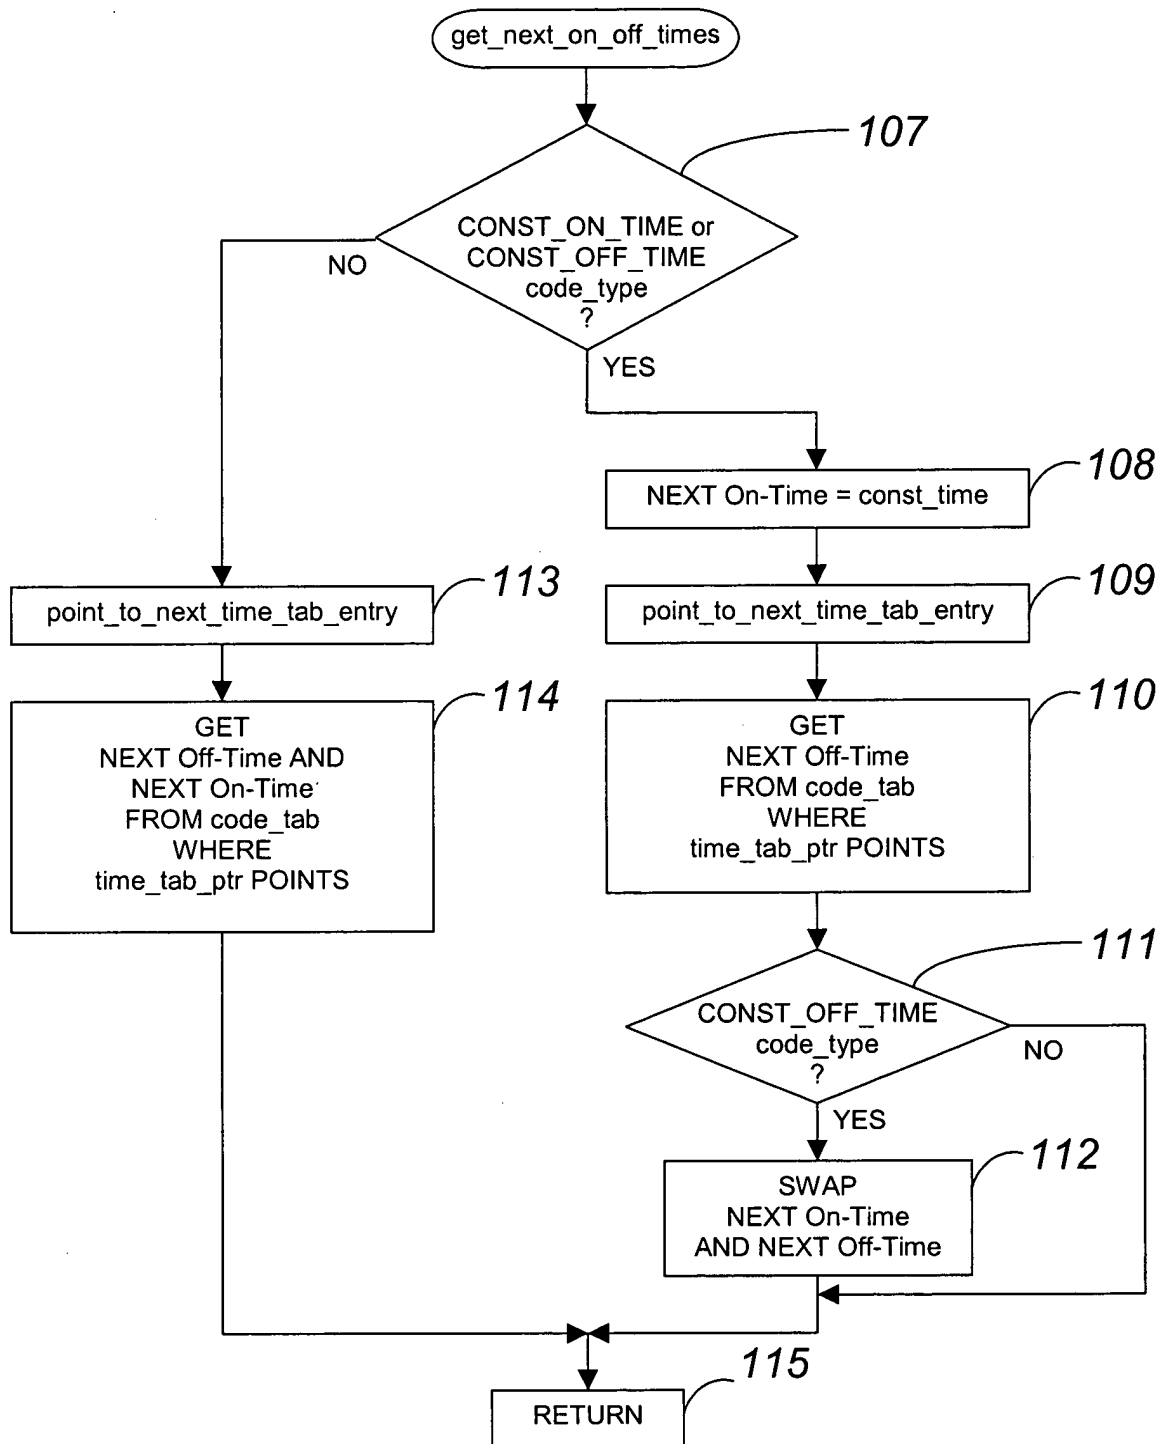 get_next_on_off_times
107
CONST_ON_TIME or
CONST_OFF_TIME
code_type
?
NO
YES
108
NEXT On-Time = const_time
113
point_to_next_time_tab_entry
109
point_to_next_time_tab_entry
114
GET
NEXT Off-Time AND
NEXT On-Time
FROM code_tab
WHERE
time_tab_ptr POINTS
110
GET
NEXT Off-Time
FROM code_tab
WHERE
time_tab_ptr POINTS
111
CONST_OFF_TIME
code_type
?
NO
YES
112
SWAP
NEXT On-Time
AND NEXT Off-Time
115
RETURN